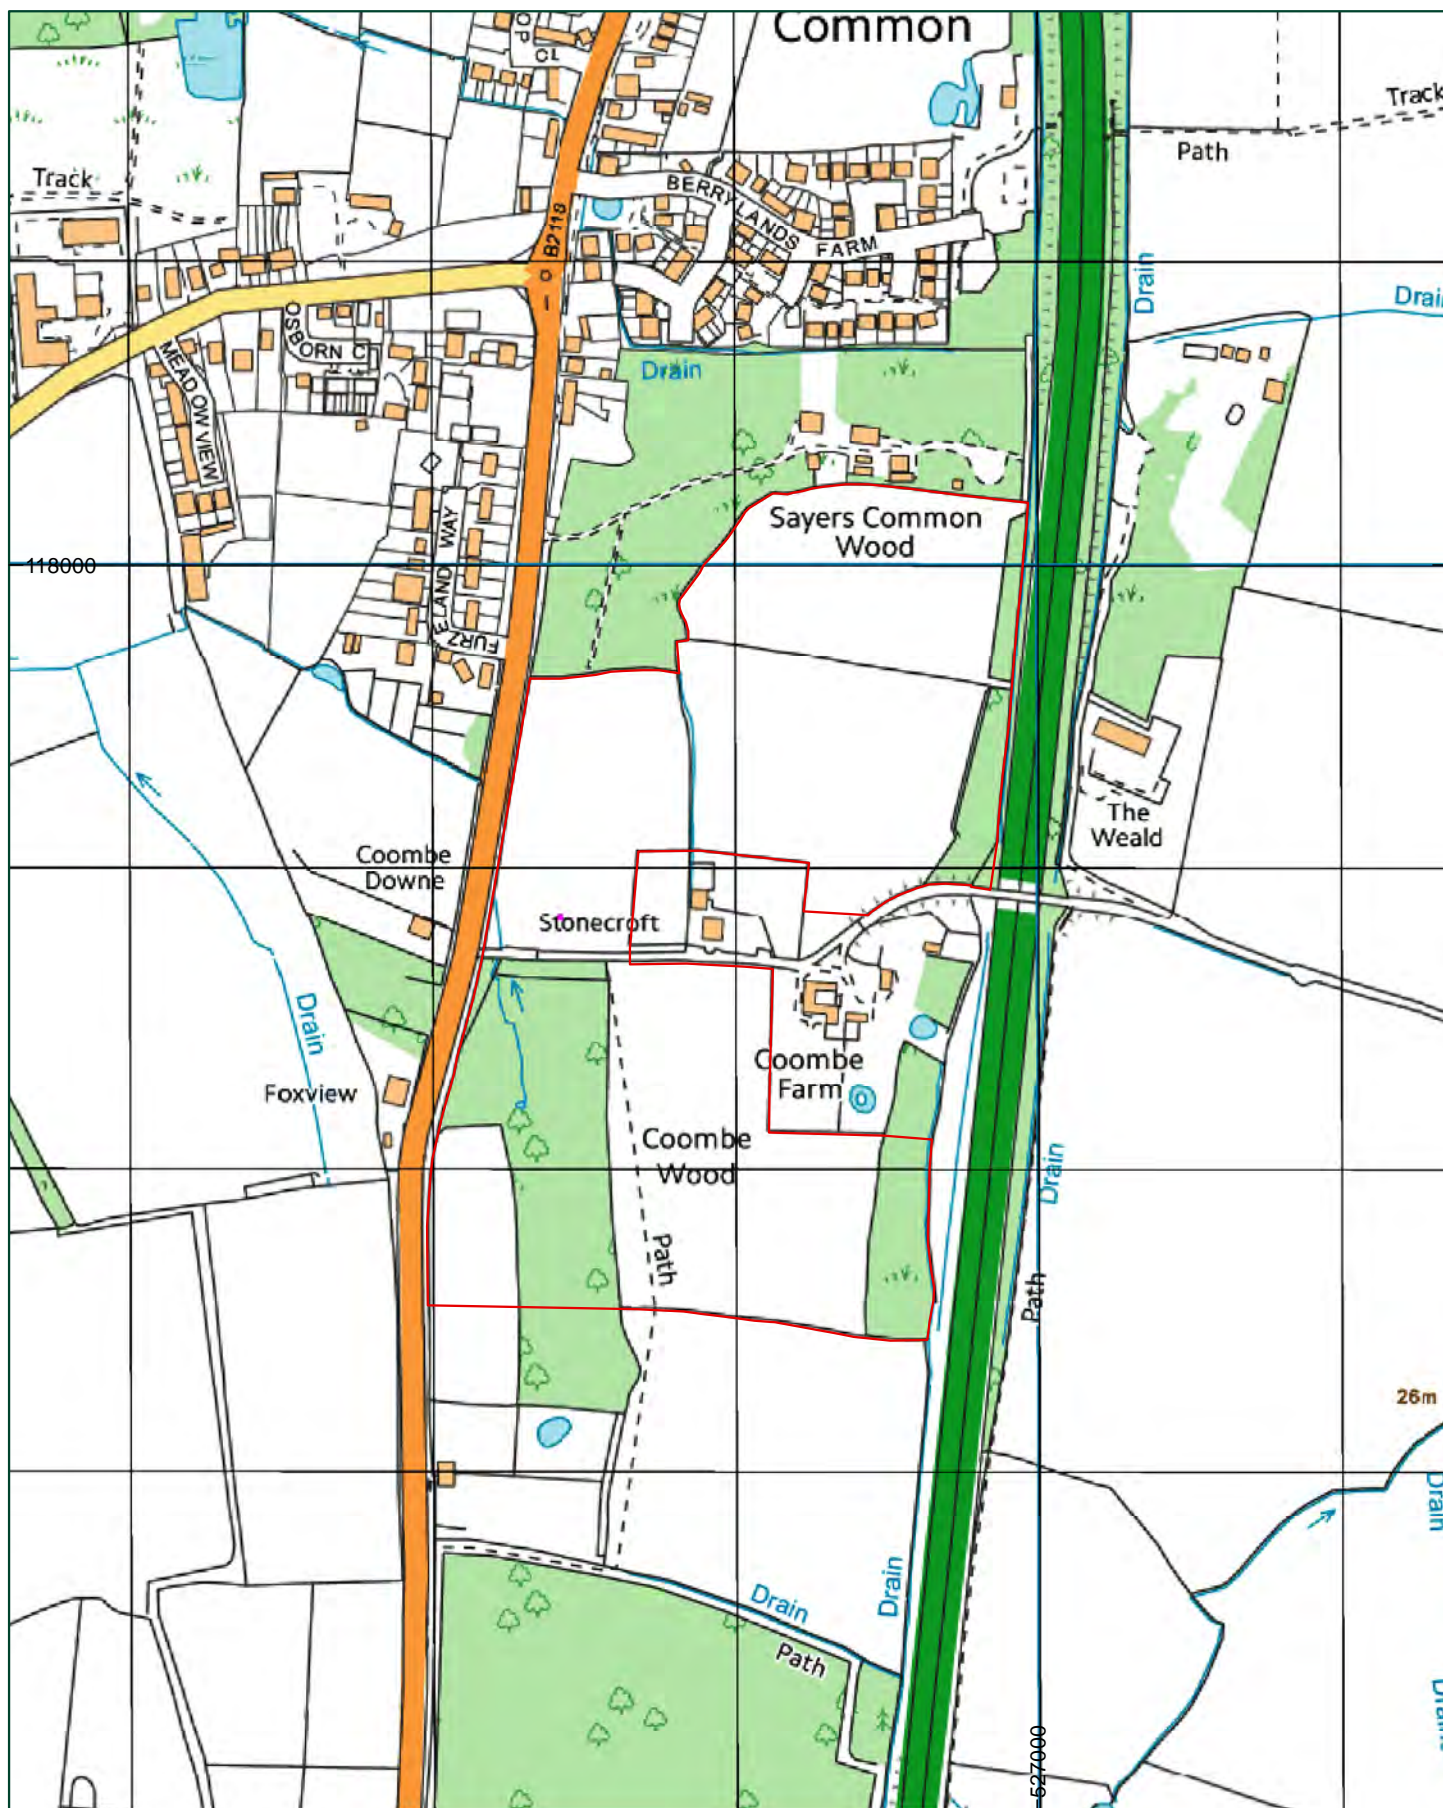 OP
CL
Common
Track
Path
Track
BERRYLANDS FARM
B2118
Drain
Drain
OSBORN C
MEADOW VIEW
Drain
Sayers Common
Wood
118000
FURZELAND WAY
The
Weald
Coombe
Downe
Stonecroft
Drain
Coombe
Farm
Foxview
Coombe
Wood
Drain
Path
Path
26m
Drain
Drain
Drain
Path
527000